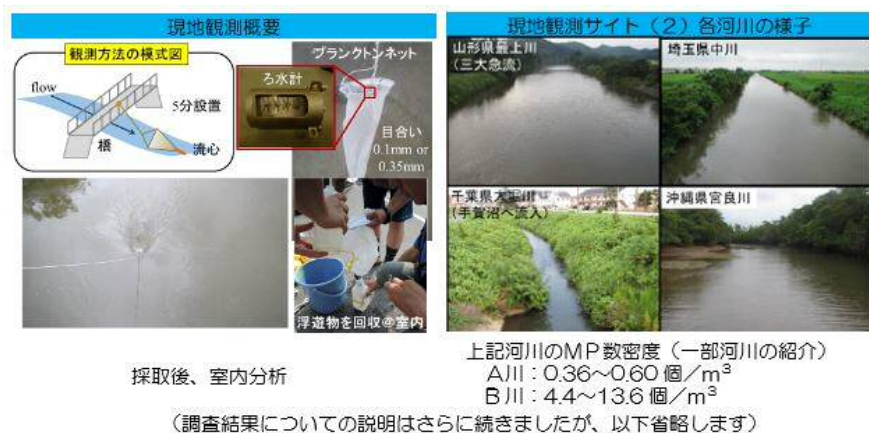 現地観測概要
観測方法の模式図
flow
5分設置
橋
流心
プランクトンネット
ろ水計
目合い
0.1mm or
0.35mm
浮遊物を回収@室内
採取後、室内分析
現地観測サイト(2)各河川の様子
山形県最上川
(三大急流)
埼玉県中川
千葉県大
川
(手賀沼へ流入)
沖縄県宮良川
上記河川のMP数密度(一部河川の紹介)
A川:0.36~0.60個/m³
B川:4.4~13.6個/m³
(調査結果についての説明はさらに続きましたが、以下省略します)